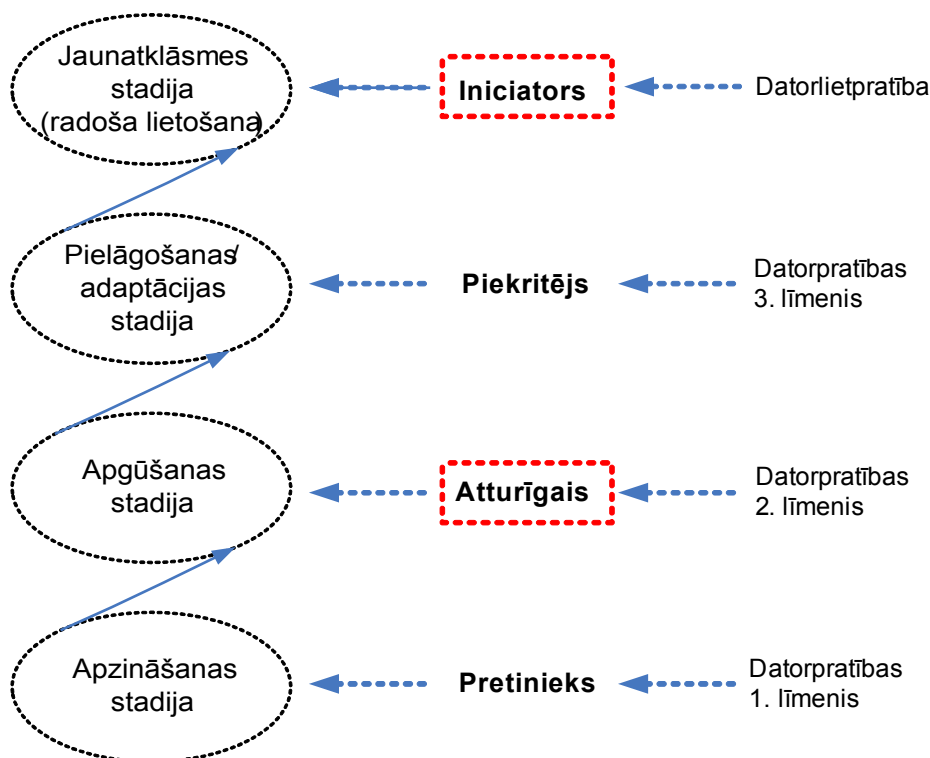 Jaunatklāsmes
stadija
(radoša lietošana)
Iniciators
Datorlietpratība
Pielāgošanas/
adaptācijas
stadija
Piekritējs
Datorpratības
3. līmenis
Apgūšanas
stadija
Atturīgais
Datorpratības
2. līmenis
Apzināšanas
stadija
Pretinieks
Datorpratības
1. līmenis